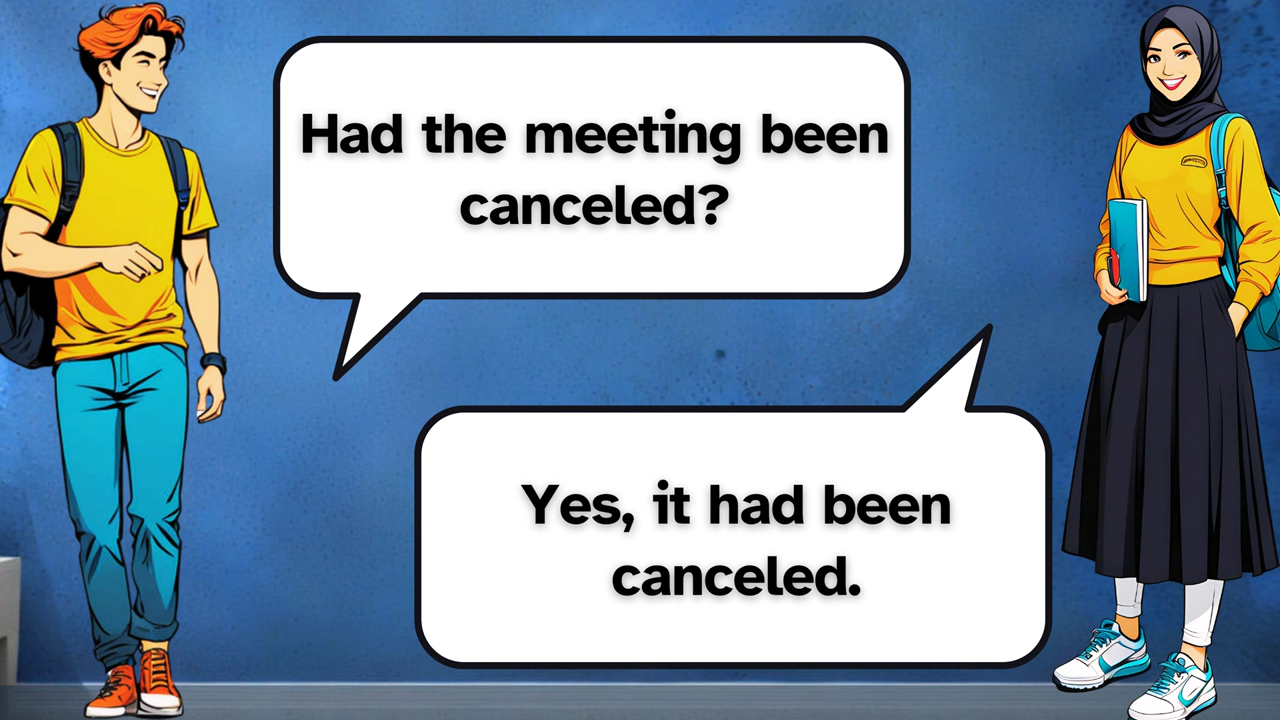 Had the meeting been
canceled?
Yes, it had been
canceled.